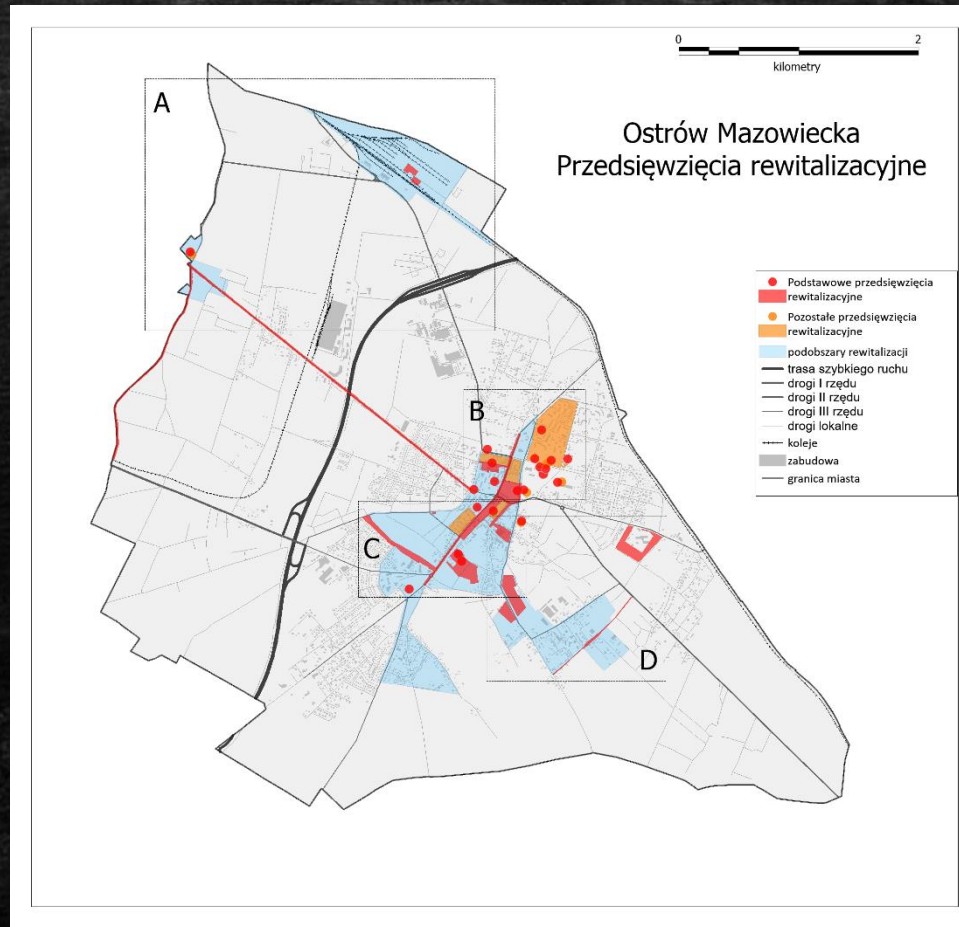 0 2
kilometry
Ostrów Mazowiecka
Przedsięwzięcia rewitalizacyjne
A
B
C
D
Podstawowe przedsięwzięcia
rewitalizacyjne
Pozostałe przedsięwzięcia
rewitalizacyjne
podobszary rewitalizacji
trasa szybkiego ruchu
drogi I rzędu
drogi II rzędu
drogi III rzędu
drogi lokalne
koleje
zabudowa
granica miasta